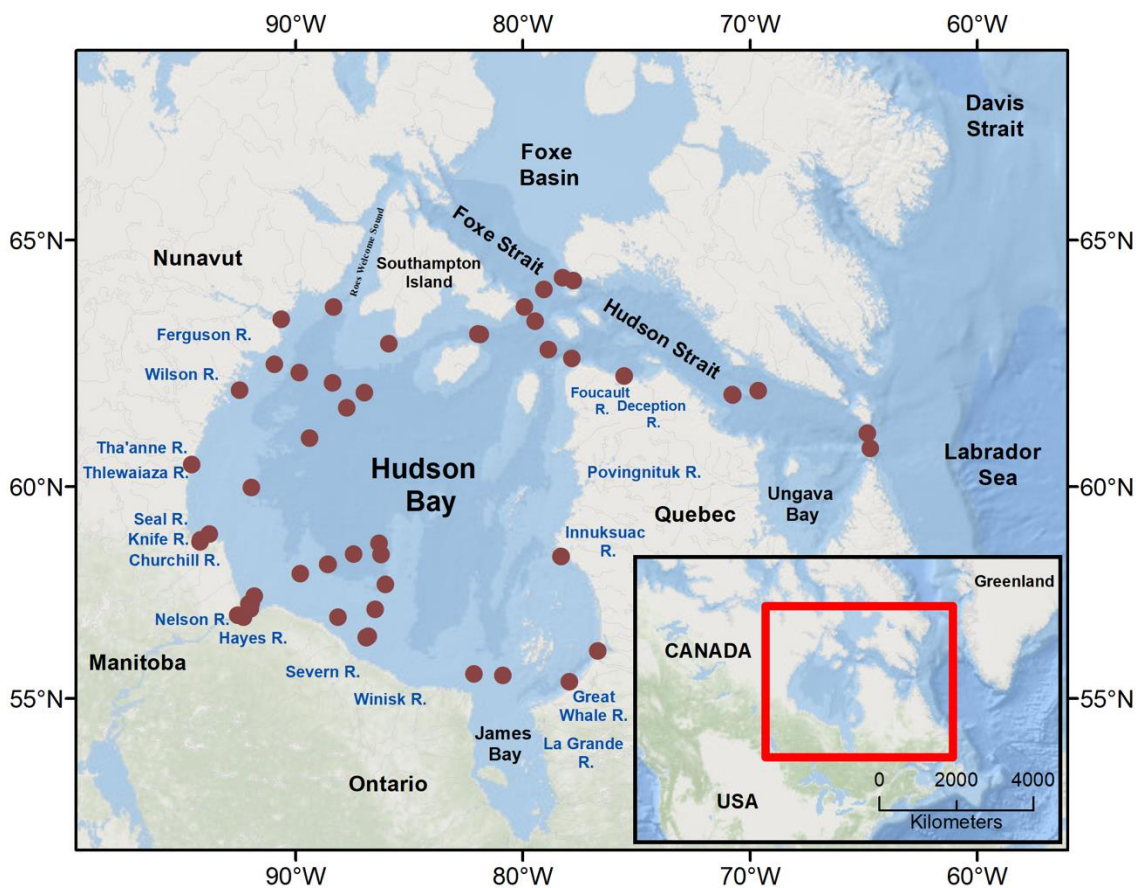 90°W 80°W 70°W 60°W
Davis
Strait
Foxe
Basin
65°N
65°N
Foxe Strait
Nunavut
Rocs Welcome Sound
Southampton
Island
Hudson Strait
Ferguson R.
Wilson R.
Foucault
R.
Deception
R.
Tha'anne R.
Thlewaiaza R.
Hudson
Bay
Povingnituk R.
Labrador
Sea
60°N
60°N
Ungava
Bay
Quebec
Seal R.
Knife R.
Churchill R.
Innuksuac
R.
Greenland
Nelson R.
Hayes R.
CANADA
Manitoba
Severn R.
Winisk R.
55°N
55°N
Great
Whale R.
James
Bay
La Grande
R.
Ontario
0 2000 4000
Kilometers
USA
90°W 80°W 70°W 60°W